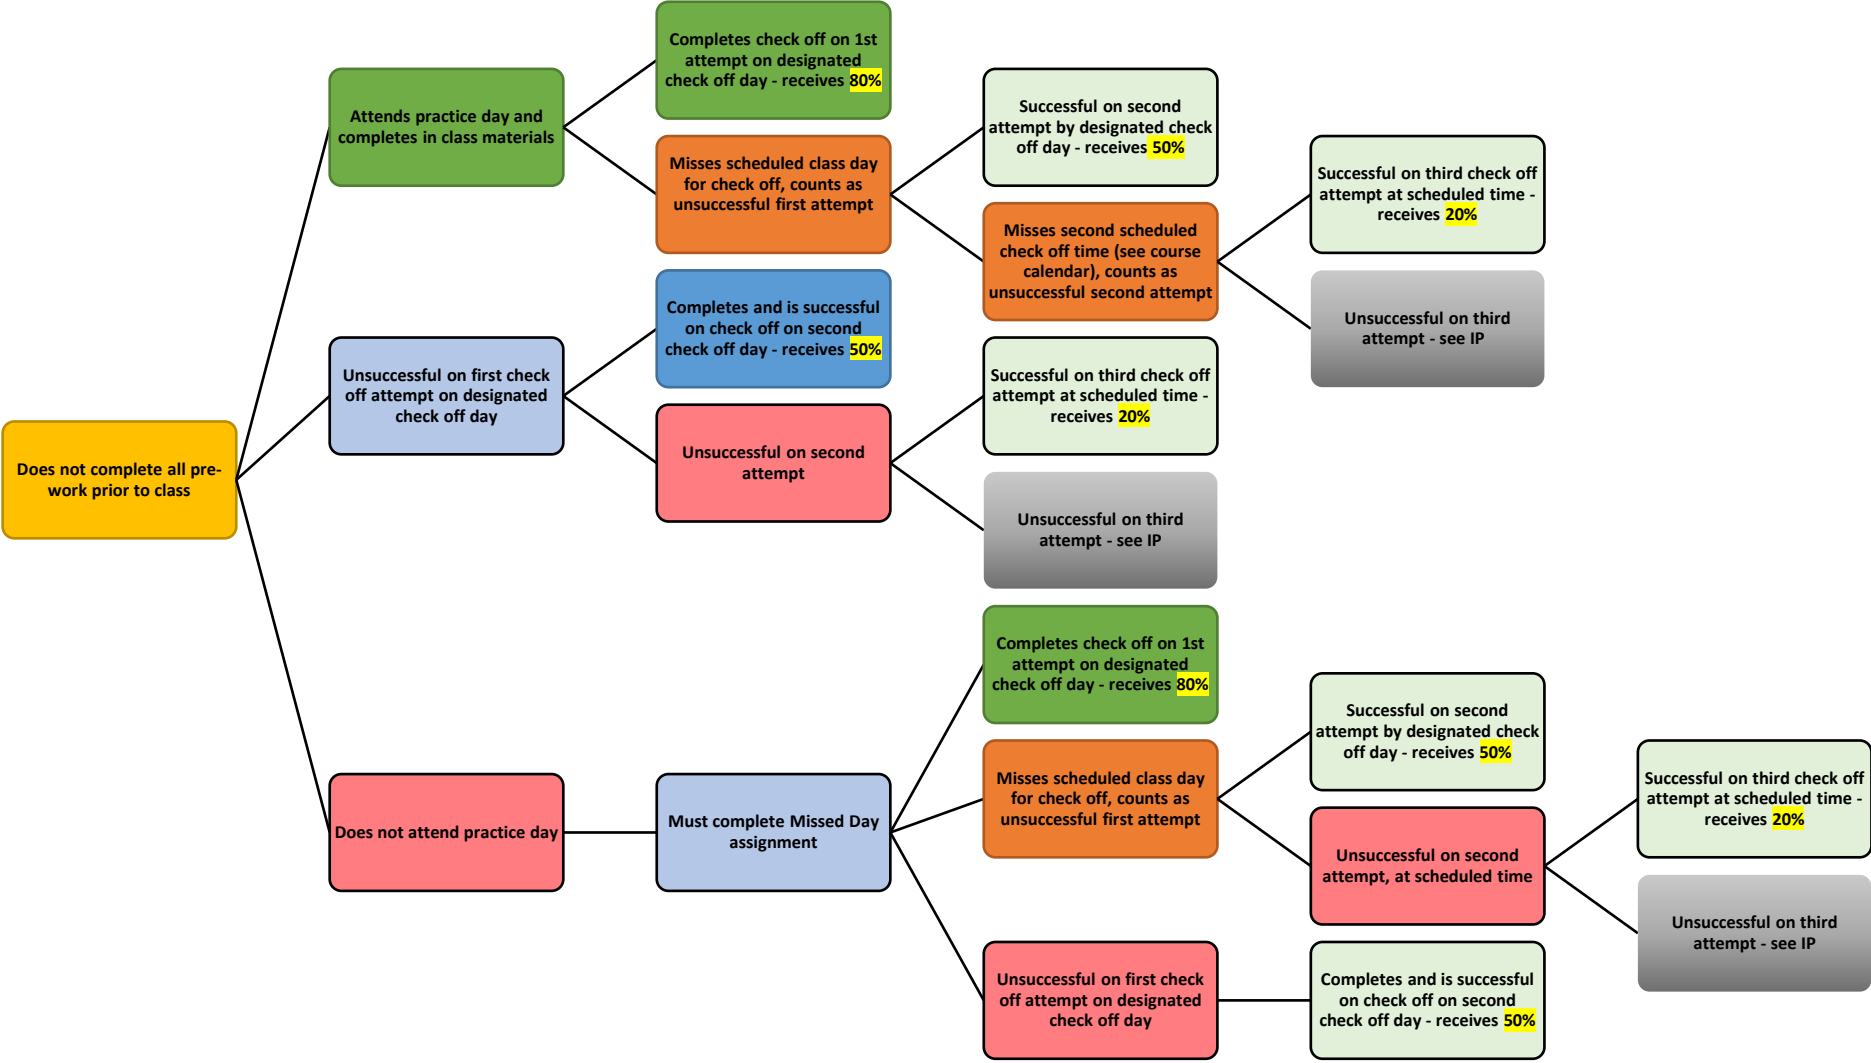 Completes check off on 1st
attempt on designated
check off day - receives 80%
Attends practice day and
completes in class materials
Successful on second
attempt by designated check
off day - receives 50%
Misses scheduled class day
for check off, counts as
unsuccessful first attempt
Successful on third check off
attempt at scheduled time -
receives 20%
Misses second scheduled
check off time (see course
calendar), counts as
unsuccessful second attempt
Completes and is successful
on check off on second
check off day - receives 50%
Unsuccessful on third
attempt - see IP
Unsuccessful on first check
off attempt on designated
check off day
Successful on third check off
attempt at scheduled time -
receives 20%
Does not complete all pre-
work prior to class
Unsuccessful on second
attempt
Unsuccessful on third
attempt - see IP
Completes check off on 1st
attempt on designated
check off day - receives 80%
Successful on second
attempt by designated check
off day - receives 50%
Misses scheduled class day
for check off, counts as
unsuccessful first attempt
Successful on third check off
attempt at scheduled time -
receives 20%
Does not attend practice day
Must complete Missed Day
assignment
Unsuccessful on second
attempt, at scheduled time
Unsuccessful on third
attempt - see IP
Unsuccessful on first check
off attempt on designated
check off day
Completes and is successful
on check off on second
check off day - receives 50%